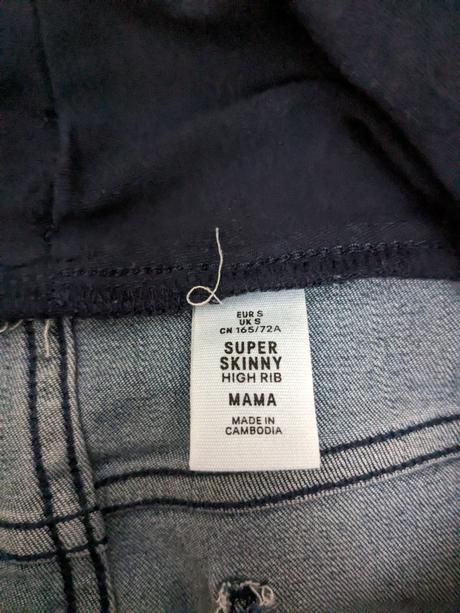 EUR S
UK S
CN 165/72A
SUPER
SKINNY
HIGH RIB
MAMA
MADE IN
CAMBODIA